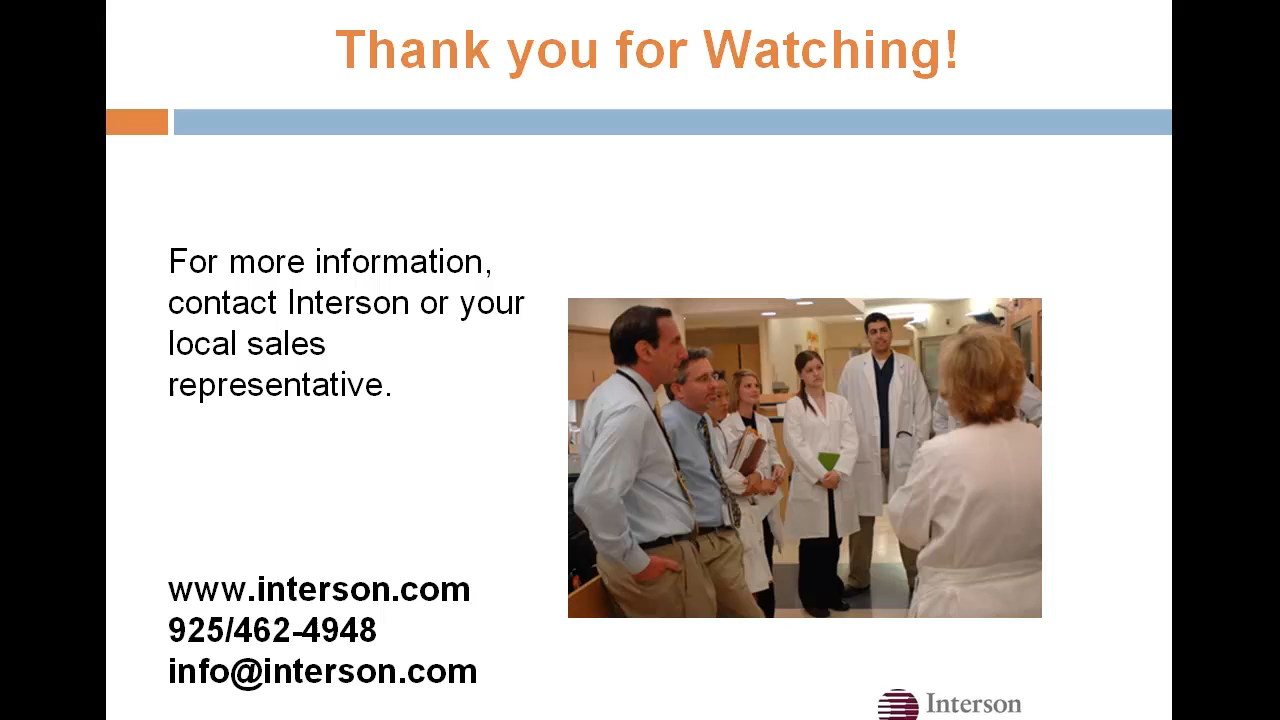 Thank you for Watching!
For more information,
contact Interson or your
local sales
representative.
www.interson.com
925/462-4948
info@interson.com
Interson